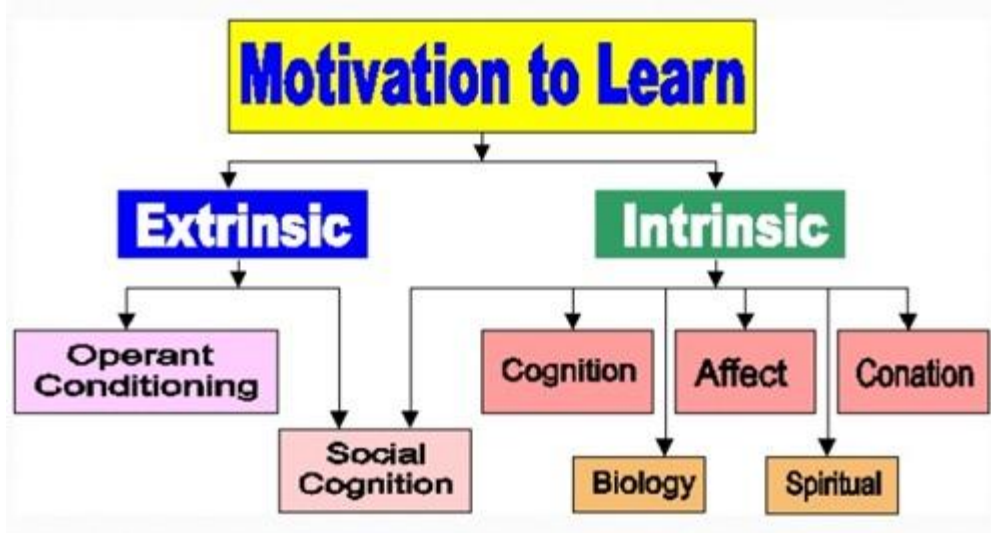 Motivation to Learn
Extrinsic
Intrinsic
Operant
Conditioning
Cognition
Affect
Conation
Social
Cognition
Biology
Spiritual